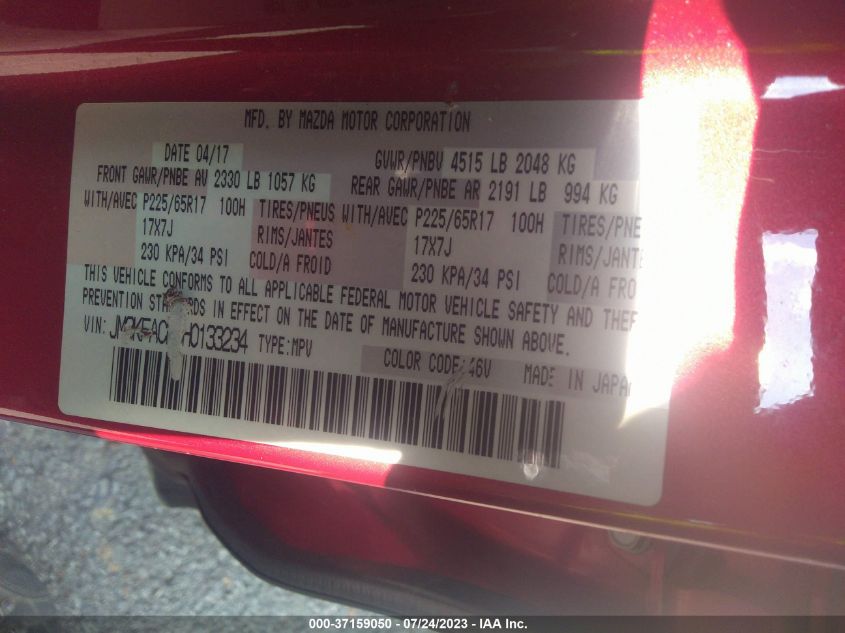 MFD. BY MAZDA MOTOR CORPORATION
DATE 04/17 GVWR/PNBV 4515 LB 2048 KG
FRONT GAWR/PNBE AV 2330 LB 1057 KG REAR GAWR/PNBE AR 2191 LB 994 KG
WITH/AVEC P225/65R17 100H TIRES/PNEUS WITH/AVEC P225/65R17 100H TIRES/PNE
17X7J RIMS/JANTES 17X7J RIMS/JANTE
230 KPA/34 PSI COLD/A FROID 230 KPA/34 PSI COLD/A FRO
THIS VEHICLE CONFORMS TO ALL APPLICABLE FEDERAL MOTOR VEHICLE SAFETY AND THEF
PREVENTION STANDARDS IN EFFECT ON THE DATE OF MANUFACTURE SHOWN ABOVE.
VIN: TYPE:MPV COLOR CODE:46V MADE IN JAPA
000-37159050 - 07/24/2023 - IAA Inc.